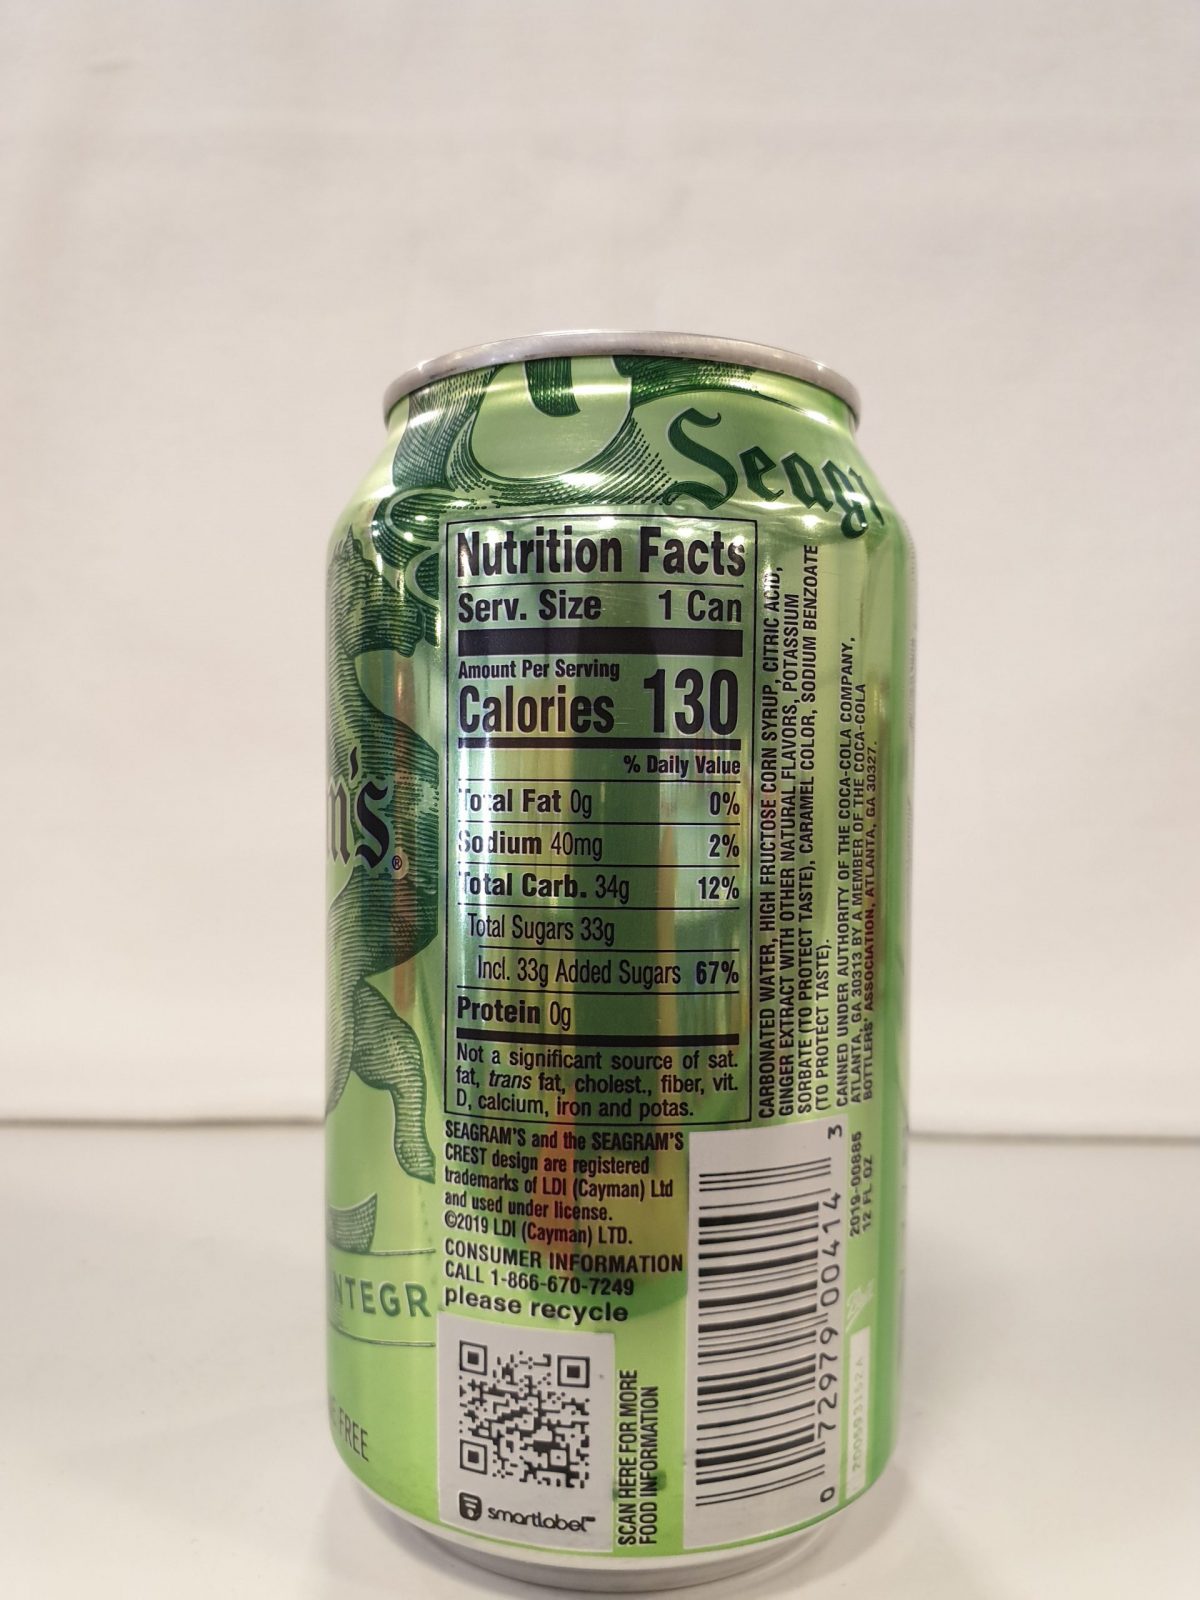 Seagr
Nutrition Facts
Serv. Size 1 Can
Amount Per Serving
Calories 130
% Daily Value
Total Fat 0g 0%
Sodium 40mg 2%
Total Carb. 34g 12%
Total Sugars 33g
Incl. 33g Added Sugars 67%
Protein 0g
Not a significant source of sat.
fat, trans fat, cholest., fiber, vit.
D, calcium, iron and potas.
CARBONATED WATER, HIGH FRUCTOSE CORN SYRUP, CITRIC ACID,
GINGER EXTRACT WITH OTHER NATURAL FLAVORS, POTASSIUM
SORBATE (TO PROTECT TASTE), CARAMEL COLOR, SODIUM BENZOATE
(TO PROTECT TASTE).
CANNED UNDER AUTHORITY OF THE COCA-COLA COMPANY,
ATLANTA, GA 30313 BY A MEMBER OF THE COCA-COLA
BOTTLERS' ASSOCIATION, ATLANTA, GA 30327.
m's®
SEAGRAM'S and the SEAGRAM'S
CREST design are registered
trademarks of LDI (Cayman) Ltd
and used under license.
©2019 LDI (Cayman) LTD.
CONSUMER INFORMATION
CALL 1-866-670-7249
please recycle
NTEGR
FREE
smartlabel™
SCAN HERE FOR MORE
FOOD INFORMATION
0 72979 00414 3
2019-00885
12 FL OZ